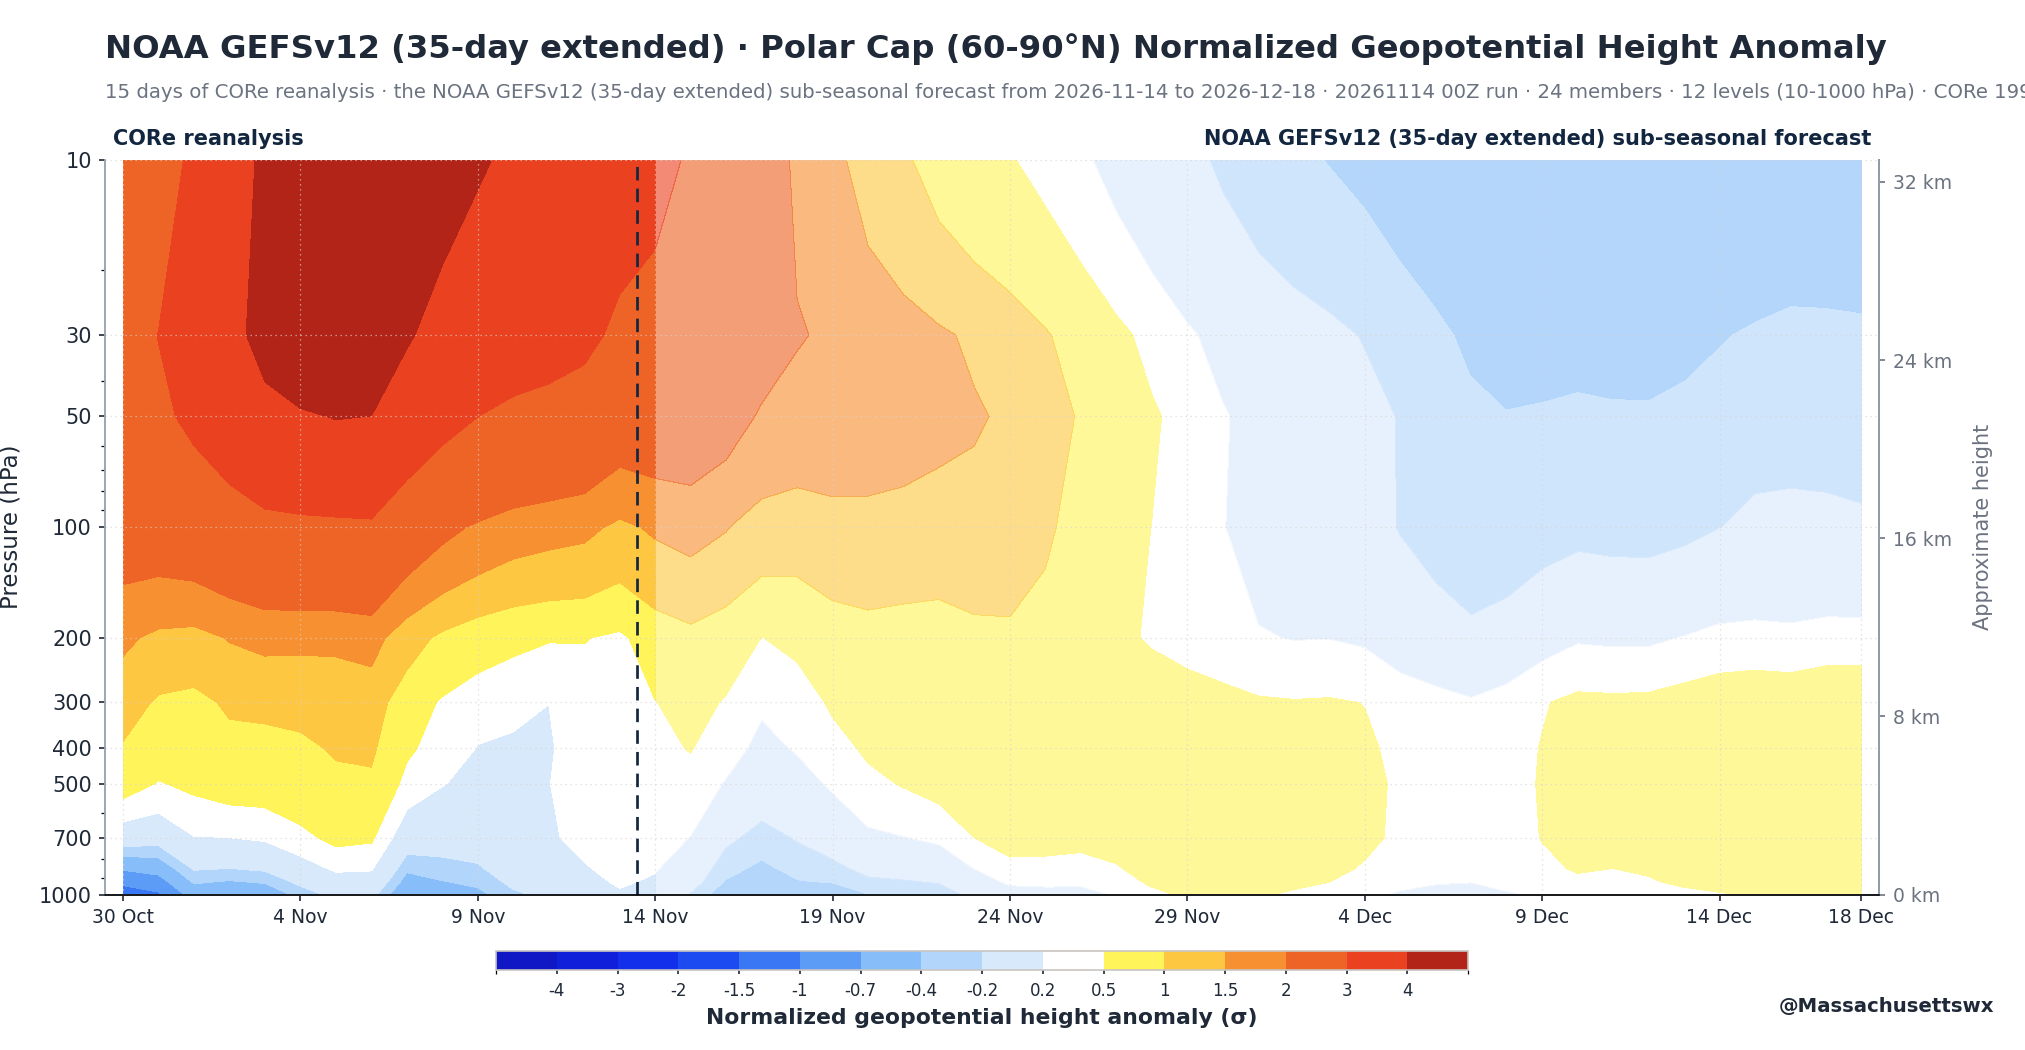 NOAA GEFSv12 (35-day extended) · Polar Cap (60-90°N) Normalized Geopotential Height Anomaly
15 days of CORe reanalysis · the NOAA GEFSv12 (35-day extended) sub-seasonal forecast from 2026-11-14 to 2026-12-18 · 20261114 00Z run · 24 members · 12 levels (10-1000 hPa) · CORe 199
CORe reanalysis
NOAA GEFSv12 (35-day extended) sub-seasonal forecast
Pressure (hPa)
10
30
50
100
200
300
400
500
700
1000
32 km
24 km
16 km
8 km
0 km
Approximate height
30 Oct 4 Nov 9 Nov 14 Nov 19 Nov 24 Nov 29 Nov 4 Dec 9 Dec 14 Dec 18 Dec
-4 -3 -2 -1.5 -1 -0.7 -0.4 -0.2 0.2 0.5 1 1.5 2 3 4
Normalized geopotential height anomaly (σ)
@Massachusettswx